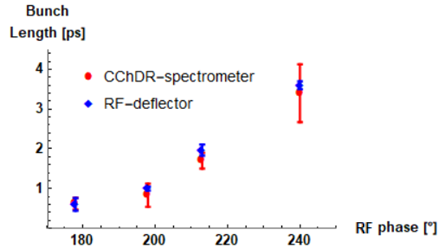 Bunch
Length [ps]
4
CChDR-spectrometer
RF-deflector
3
2
1
180 200 220 240
RF phase [°]